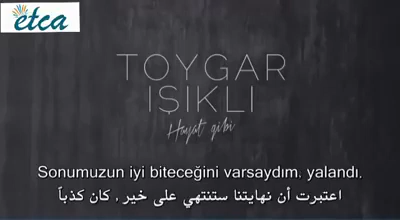 etca
TOYGAR
IŞIKLI
Hayat gibi
Sonumuzun iyi biteceğini varsaydım, yalandı.
اعتبرت أن نهايتنا ستنتهي على خير ، كان كذباً